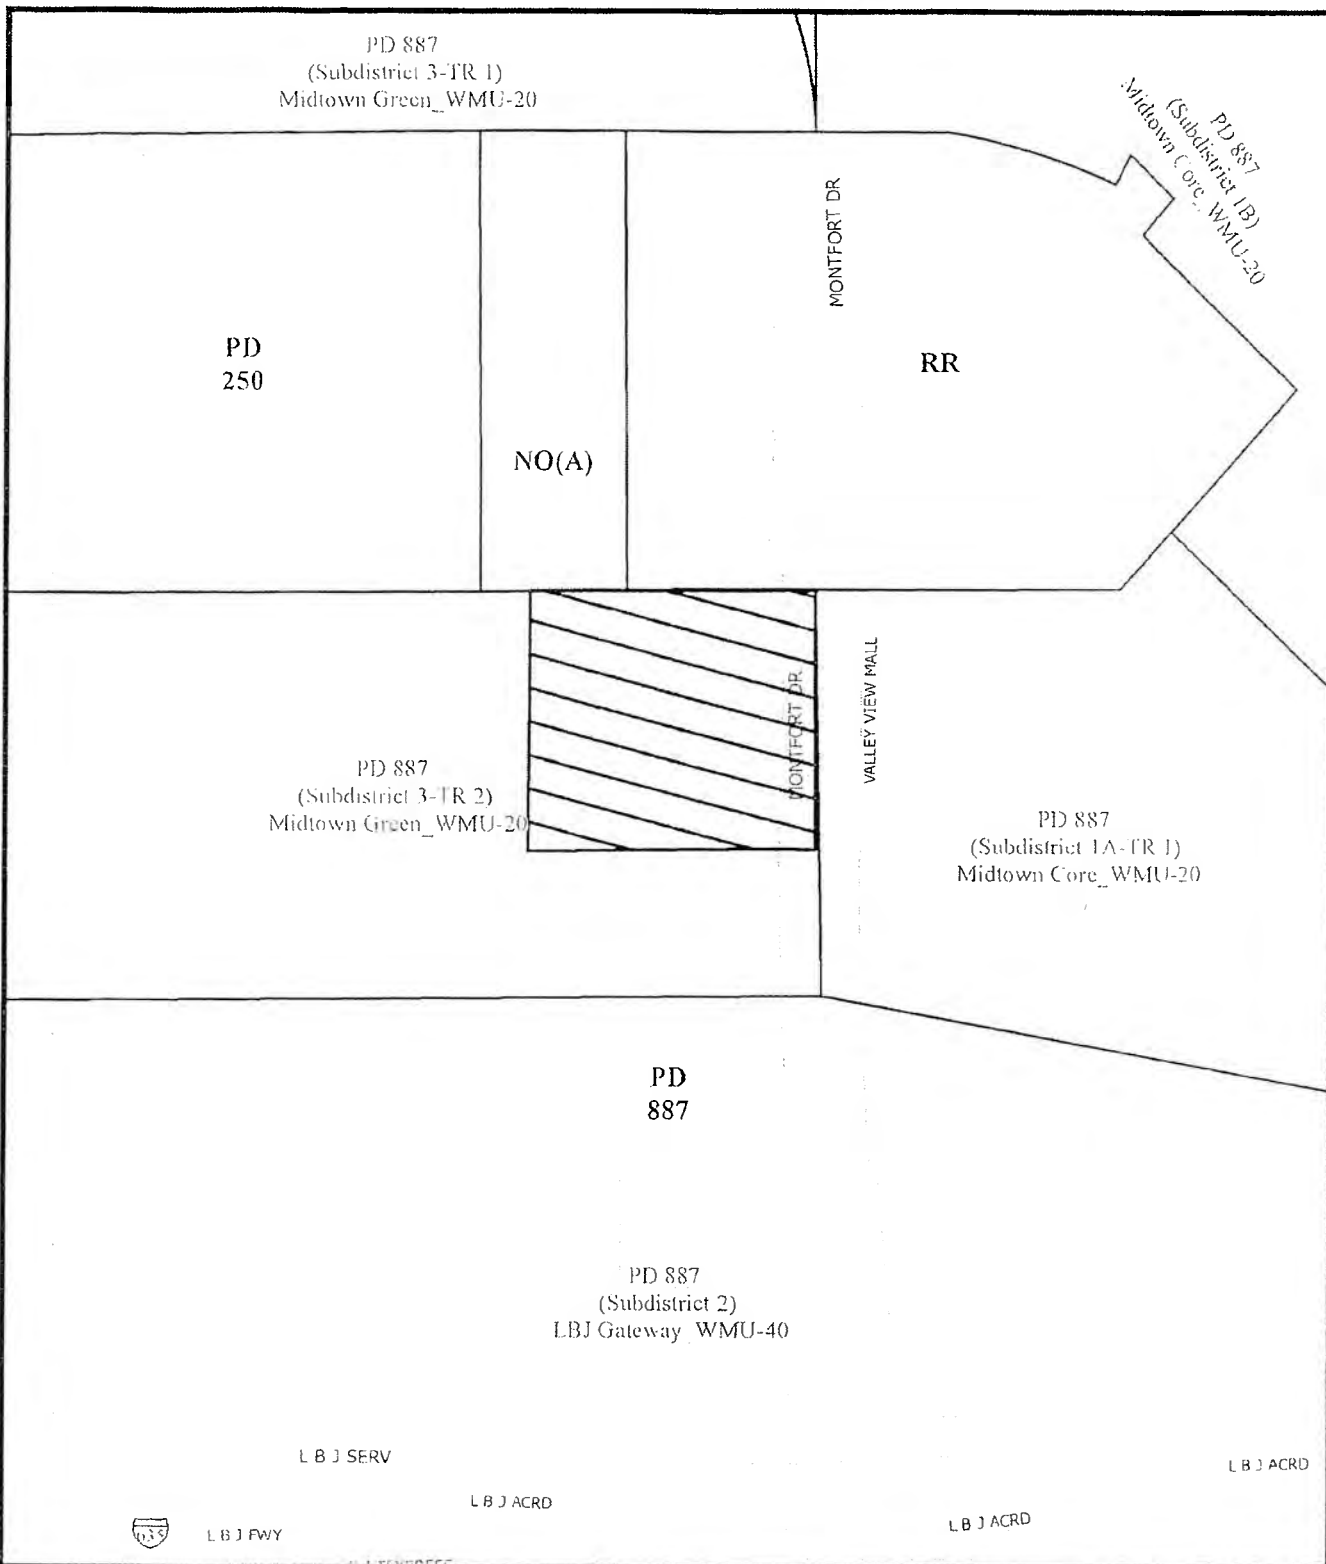 PD 887
(Subdistrict 3-TR 1)
Midtown Green_WMU-20
PD 887
(Subdistrict 1B)
Midtown Core_WMU-20
MONTFORT DR
PD
250
RR
NO(A)
MONTFORT DR
VALLEY VIEW MALL
PD 887
(Subdistrict 3-TR 2)
Midtown Green_WMU-20
PD 887
(Subdistrict 1A-TR 1)
Midtown Core_WMU-20
PD
887
PD 887
(Subdistrict 2)
LBJ Gateway WMU-40
L B J SERV
L B J ACRD
L B J ACRD
L B J ACRD
635
L B J FWY